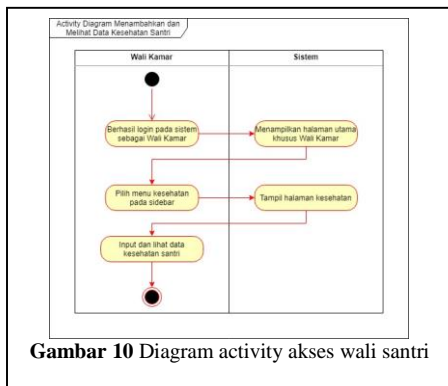 Activity Diagram Menambahkan dan
Melihat Data Kesehatan Santri
Wali Kamar
Sistem
Berhasil login pada sistem
sebagai Wali Kamar
Menampilkan halaman utama
khusus Wali Kamar
Pilih menu kesehatan
pada sidebar
Tampil halaman kesehatan
Input dan lihat data
kesehatan santri
Gambar 10 Diagram activity akses wali santri